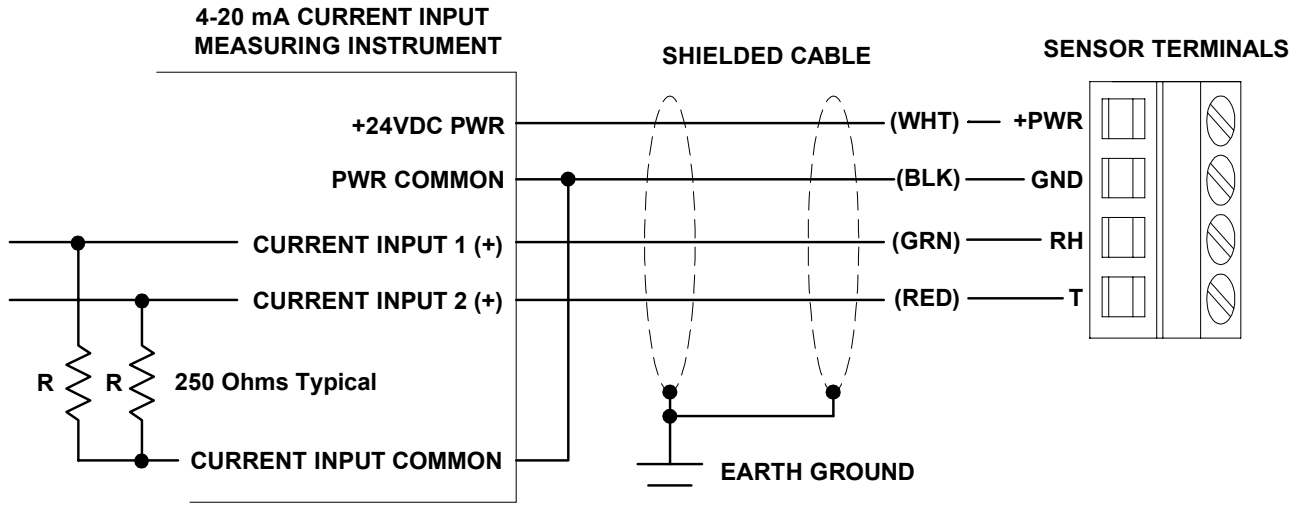 4-20 mA CURRENT INPUT
MEASURING INSTRUMENT
SHIELDED CABLE
SENSOR TERMINALS
+24VDC PWR
(WHT)
+PWR
PWR COMMON
(BLK)
GND
CURRENT INPUT 1 (+)
(GRN)
RH
CURRENT INPUT 2 (+)
(RED)
T
R
R
250 Ohms Typical
CURRENT INPUT COMMON
EARTH GROUND